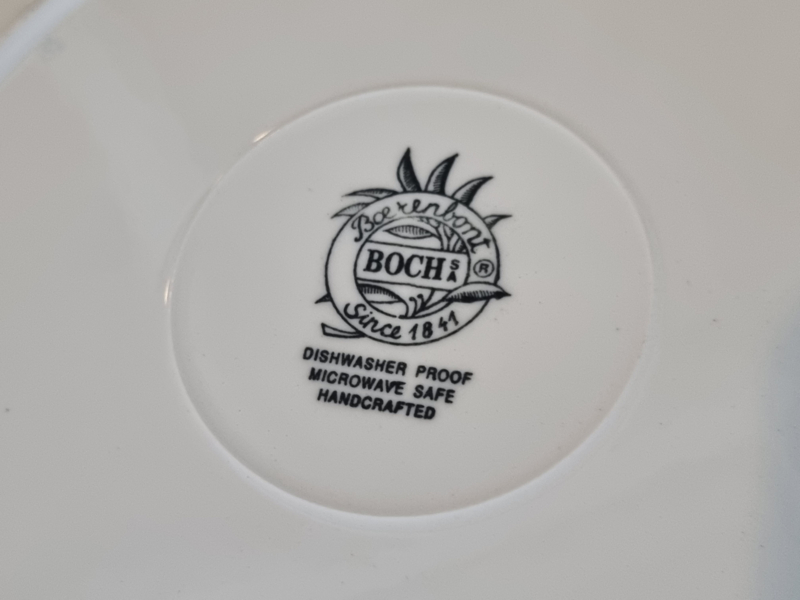 Boerenbont
BOCH SA
®
Since 1841
DISHWASHER PROOF
MICROWAVE SAFE
HANDCRAFTED